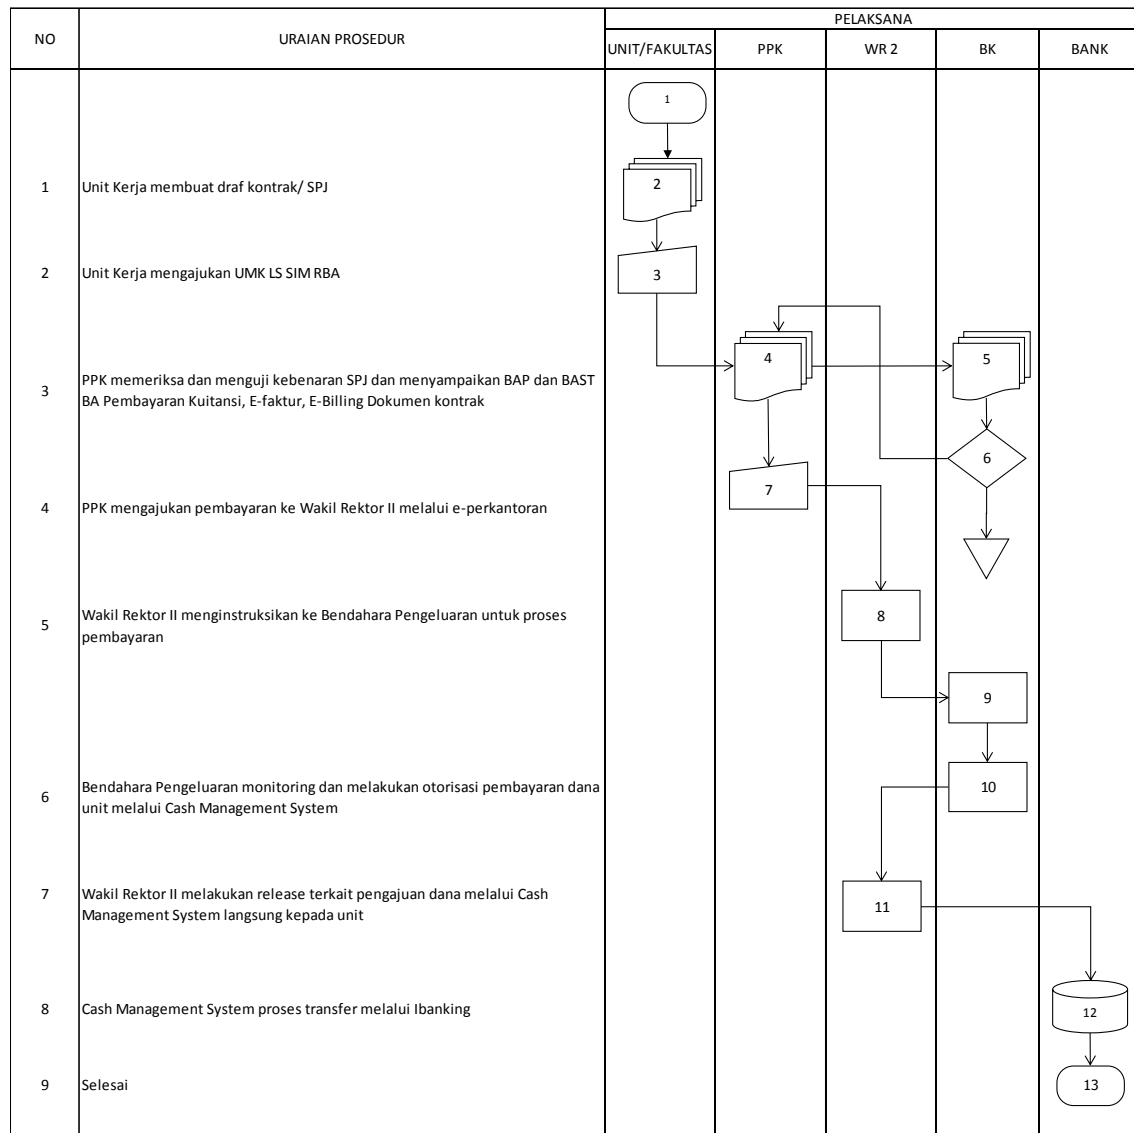 NO
URAIAN PROSEDUR
PELAKSANA
UNIT/FAKULTAS
PPK
WR 2
BK
BANK
1
1
Unit Kerja membuat draf kontrak/ SPJ
2
2
Unit Kerja mengajukan UMK LS SIM RBA
3
3
PPK memeriksa dan menguji kebenaran SPJ dan menyampaikan BAP dan BAST
BA Pembayaran Kuitansi, E-faktur, E-Billing Dokumen kontrak
4
5
6
4
PPK mengajukan pembayaran ke Wakil Rektor II melalui e-perkantoran
7
5
Wakil Rektor II menginstruksikan ke Bendahara Pengeluaran untuk proses
pembayaran
8
9
6
Bendahara Pengeluaran monitoring dan melakukan otorisasi pembayaran dana
unit melalui Cash Management System
10
7
Wakil Rektor II melakukan release terkait pengajuan dana melalui Cash
Management System langsung kepada unit
11
8
Cash Management System proses transfer melalui Ibanking
12
9
Selesai
13